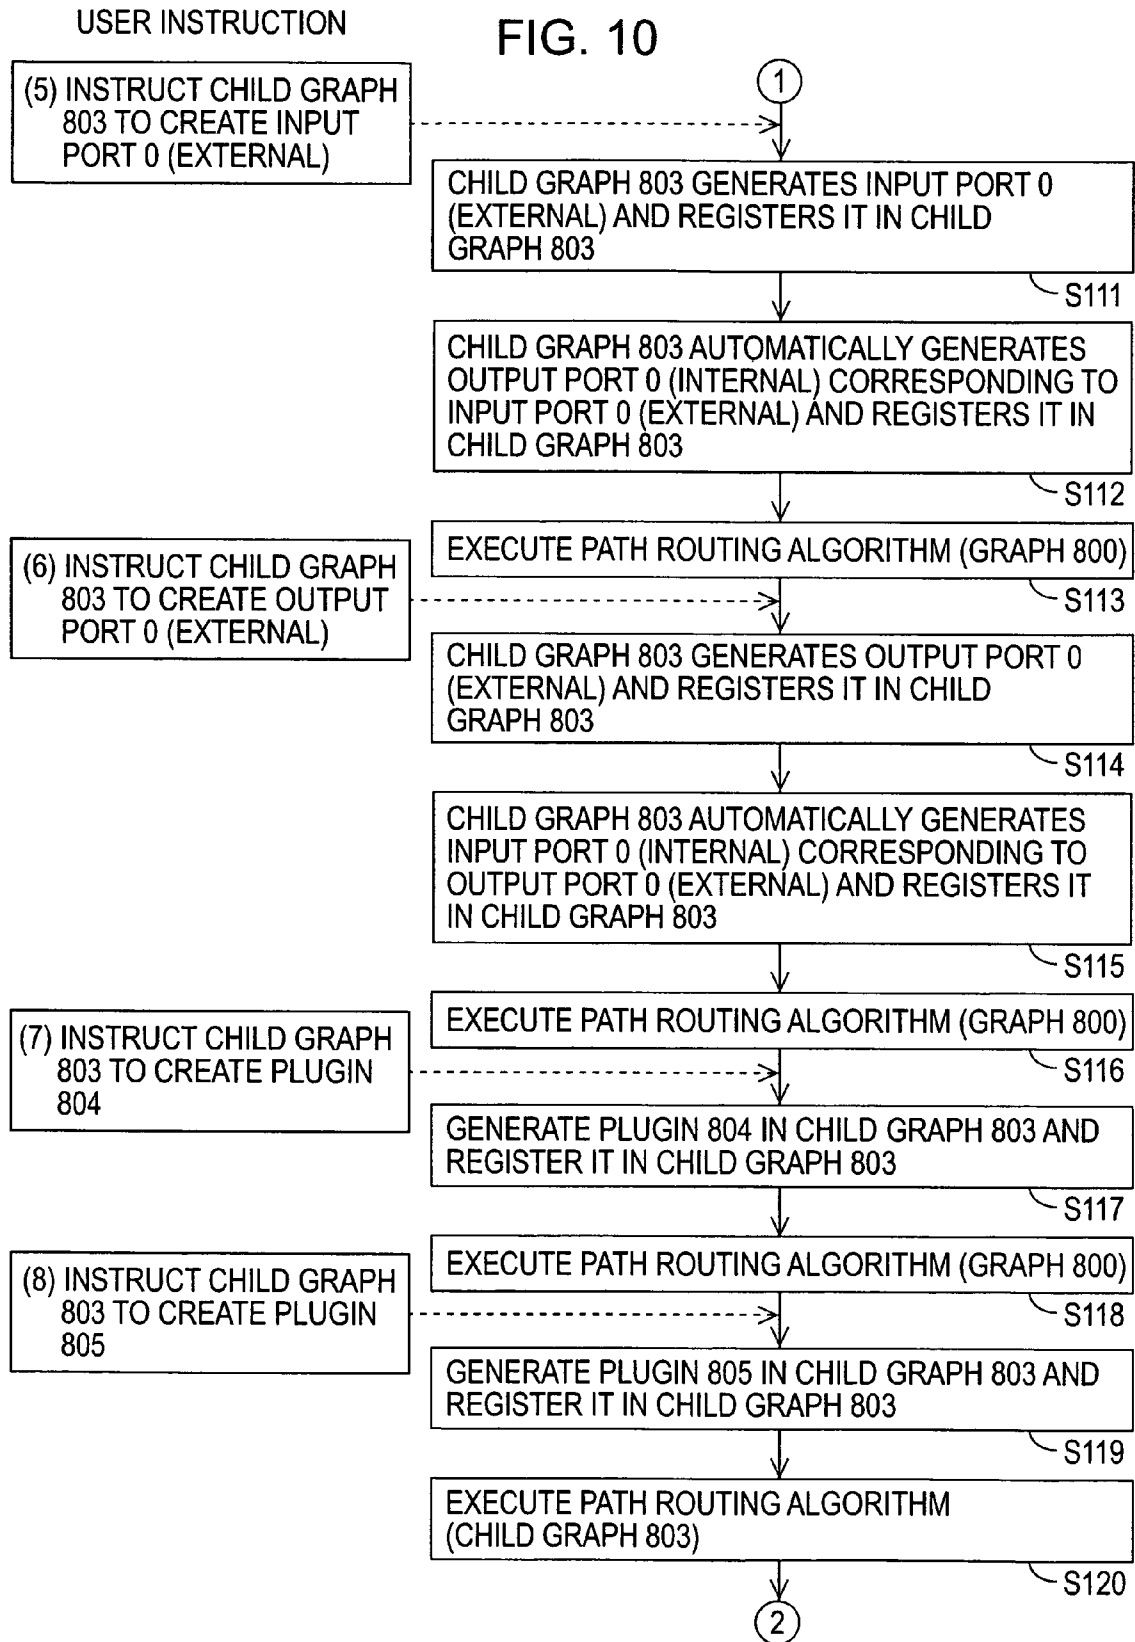 USER INSTRUCTION
FIG. 10
1
(5) INSTRUCT CHILD GRAPH
803 TO CREATE INPUT
PORT 0 (EXTERNAL)
CHILD GRAPH 803 GENERATES INPUT PORT 0
(EXTERNAL) AND REGISTERS IT IN CHILD
GRAPH 803
S111
CHILD GRAPH 803 AUTOMATICALLY GENERATES
OUTPUT PORT 0 (INTERNAL) CORRESPONDING TO
INPUT PORT 0 (EXTERNAL) AND REGISTERS IT IN
CHILD GRAPH 803
S112
EXECUTE PATH ROUTING ALGORITHM (GRAPH 800)
S113
(6) INSTRUCT CHILD GRAPH
803 TO CREATE OUTPUT
PORT 0 (EXTERNAL)
CHILD GRAPH 803 GENERATES OUTPUT PORT 0
(EXTERNAL) AND REGISTERS IT IN CHILD
GRAPH 803
S114
CHILD GRAPH 803 AUTOMATICALLY GENERATES
INPUT PORT 0 (INTERNAL) CORRESPONDING TO
OUTPUT PORT 0 (EXTERNAL) AND REGISTERS IT
IN CHILD GRAPH 803
S115
EXECUTE PATH ROUTING ALGORITHM (GRAPH 800)
S116
(7) INSTRUCT CHILD GRAPH
803 TO CREATE PLUGIN
804
GENERATE PLUGIN 804 IN CHILD GRAPH 803 AND
REGISTER IT IN CHILD GRAPH 803
S117
EXECUTE PATH ROUTING ALGORITHM (GRAPH 800)
S118
(8) INSTRUCT CHILD GRAPH
803 TO CREATE PLUGIN
805
GENERATE PLUGIN 805 IN CHILD GRAPH 803 AND
REGISTER IT IN CHILD GRAPH 803
S119
EXECUTE PATH ROUTING ALGORITHM
(CHILD GRAPH 803)
S120
2